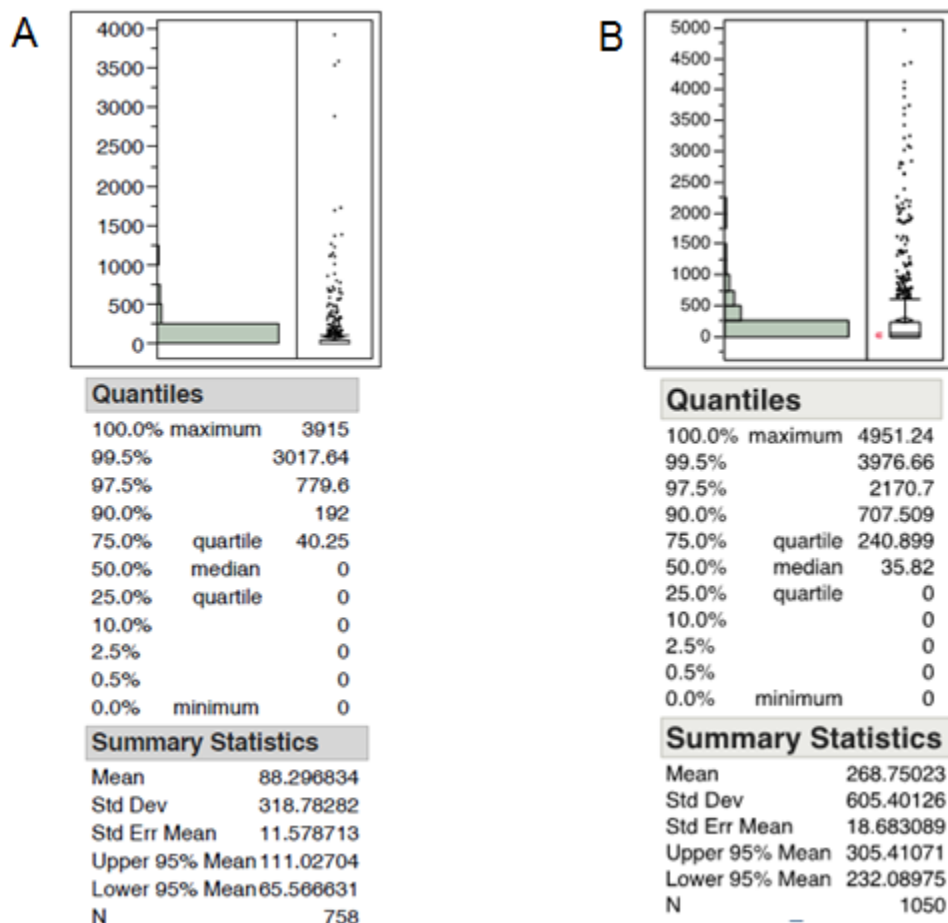 A
4000
3500
3000
2500
2000
1500
1000
500
0
Quantiles
100.0% maximum 3915
99.5% 3017.64
97.5% 779.6
90.0% 192
75.0% quartile 40.25
50.0% median 0
25.0% quartile 0
10.0% 0
2.5% 0
0.5% 0
0.0% minimum 0
Summary Statistics
Mean 88.296834
Std Dev 318.78282
Std Err Mean 11.578713
Upper 95% Mean 111.02704
Lower 95% Mean 65.566631
N 758
B
5000
4500
4000
3500
3000
2500
2000
1500
1000
500
0
Quantiles
100.0% maximum 4951.24
99.5% 3976.66
97.5% 2170.7
90.0% 707.509
75.0% quartile 240.899
50.0% median 35.82
25.0% quartile 0
10.0% 0
2.5% 0
0.5% 0
0.0% minimum 0
Summary Statistics
Mean 268.75023
Std Dev 605.40126
Std Err Mean 18.683089
Upper 95% Mean 305.41071
Lower 95% Mean 232.08975
N 1050